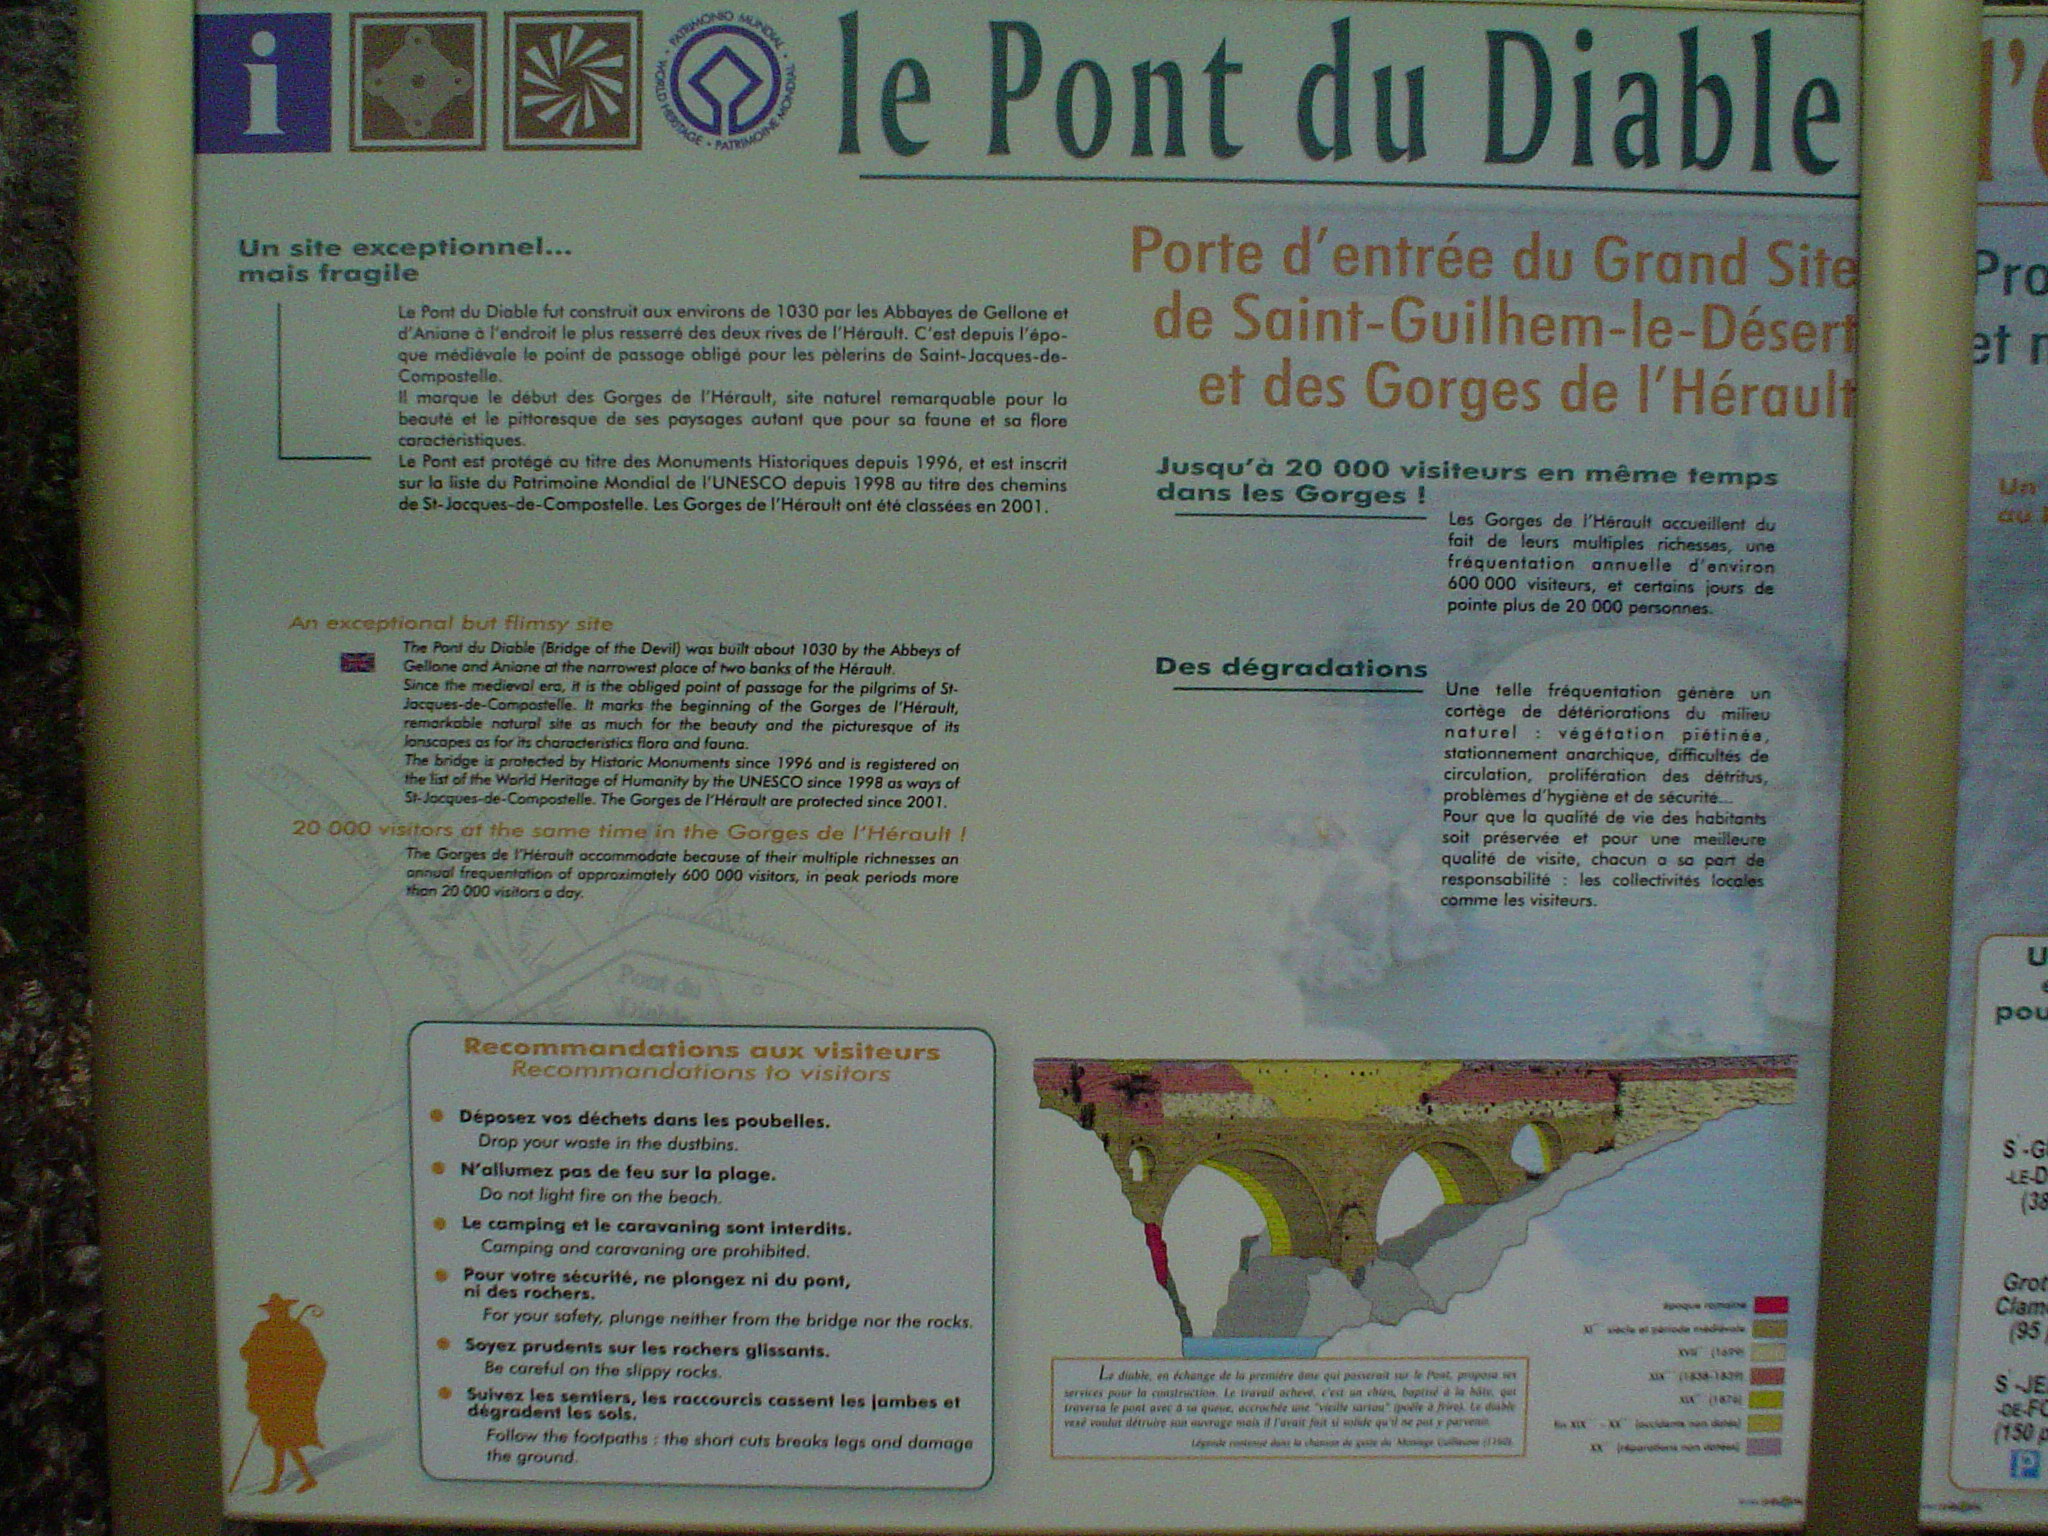 i
PATRIMONIO MUNDIAL
WORLD HERITAGE • PATRIMOINE MONDIAL
le Pont du Diable
Un site exceptionnel...
mais fragile
Le Pont du Diable fut construit aux environs de 1030 par les Abbayes de Gellone et
d'Aniane à l'endroit le plus resserré des deux rives de l'Hérault. C'est depuis l'épo-
que médiévale le point de passage obligé pour les pèlerins de Saint-Jacques-de-
Compostelle.
Il marque le début des Gorges de l'Hérault, site naturel remarquable pour la
beauté et le pittoresque de ses paysages autant que pour sa faune et sa flore
caractéristiques.
Le Pont est protégé au titre des Monuments Historiques depuis 1996, et est inscrit
sur la liste du Patrimoine Mondial de l'UNESCO depuis 1998 au titre des chemins
de St-Jacques-de-Compostelle. Les Gorges de l'Hérault ont été classées en 2001.
An exceptional but flimsy site
The Pont du Diable (Bridge of the Devil) was built about 1030 by the Abbeys of
Gellone and Aniane at the narrowest place of two banks of the Hérault.
Since the medieval era, it is the obliged point of passage for the pilgrims of St-
Jacques-de-Compostelle. It marks the beginning of the Gorges de l'Hérault,
remarkable natural site as much for the beauty and the picturesque of its
lanscapes as for its characteristics flora and fauna.
The bridge is protected by Historic Monuments since 1996 and is registered on
the list of the World Heritage of Humanity by the UNESCO since 1998 as ways of
St-Jacques-de-Compostelle. The Gorges de l'Hérault are protected since 2001.
20 000 visitors at the same time in the Gorges de l'Hérault !
The Gorges de l'Hérault accommodate because of their multiple richnesses an
annual frequentation of approximately 600 000 visitors, in peak periods more
than 20 000 visitors a day.
Pont du
Diable
Recommandations aux visiteurs
Recommandations to visitors
Déposez vos déchets dans les poubelles.
Drop your waste in the dustbins.
N'allumez pas de feu sur la plage.
Do not light fire on the beach.
Le camping et le caravaning sont interdits.
Camping and caravaning are prohibited.
Pour votre sécurité, ne plongez ni du pont,
ni des rochers.
For your safety, plunge neither from the bridge nor the rocks.
Soyez prudents sur les rochers glissants.
Be careful on the slippy rocks.
Suivez les sentiers, les raccourcis cassent les jambes et
dégradent les sols.
Follow the footpaths : the short cuts breaks legs and damage
the ground.
Porte d'entrée du Grand Site
de Saint-Guilhem-le-Désert
et des Gorges de l'Hérault
Jusqu'à 20 000 visiteurs en même temps
dans les Gorges !
Les Gorges de l'Hérault accueillent du
fait de leurs multiples richesses, une
fréquentation annuelle d'environ
600 000 visiteurs, et certains jours de
pointe plus de 20 000 personnes.
Des dégradations
Une telle fréquentation génère un
cortège de détériorations du milieu
naturel : végétation piétinée,
stationnement anarchique, difficultés de
circulation, prolifération des détritus,
problèmes d'hygiène et de sécurité...
Pour que la qualité de vie des habitants
soit préservée et pour une meilleure
qualité de visite, chacun a sa part de
responsabilité : les collectivités locales
comme les visiteurs.
époque romaine
XI siècle et période médiévale
XVII (1699)
XIX (1838-1839)
XIX (1876)
fin XIX - XX (accidents non datés)
XX (réparations non datées)
Le diable, en échange de la première âme qui passerait sur le Pont, proposa ses
services pour la construction. Le travail achevé, c'est un chien, baptisé à la hâte, qui
traversa le pont avec à sa queue, accrochée une "vieille sartan" (poêle à frire). Le diable
vexé voulut détruire son ouvrage mais il l'avait fait si solide qu'il ne put y parvenir.
Légende contenue dans la chanson de geste du Moniage Guillaume
l'
Pro
et
Un
au
pou
S -G
-LE-D
(38
Grot
Clam
(95
S -JE
-DE-FO
(150 p
P